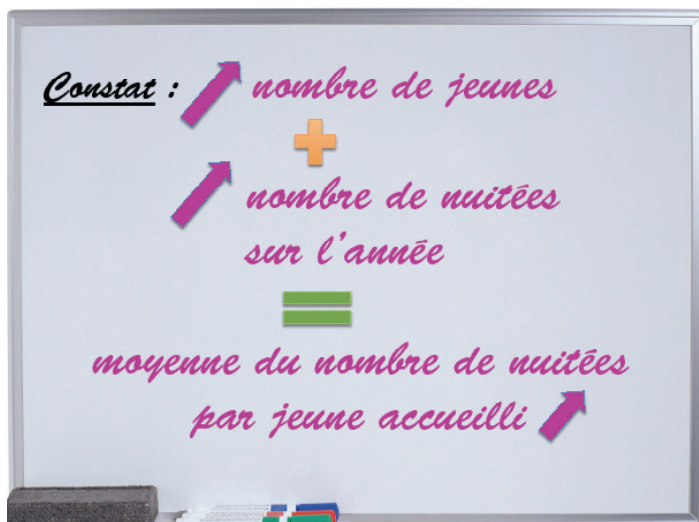 Constat : nombre de jeunes
nombre de nuitées
sur l'année
moyenne du nombre de nuitées
par jeune accueilli